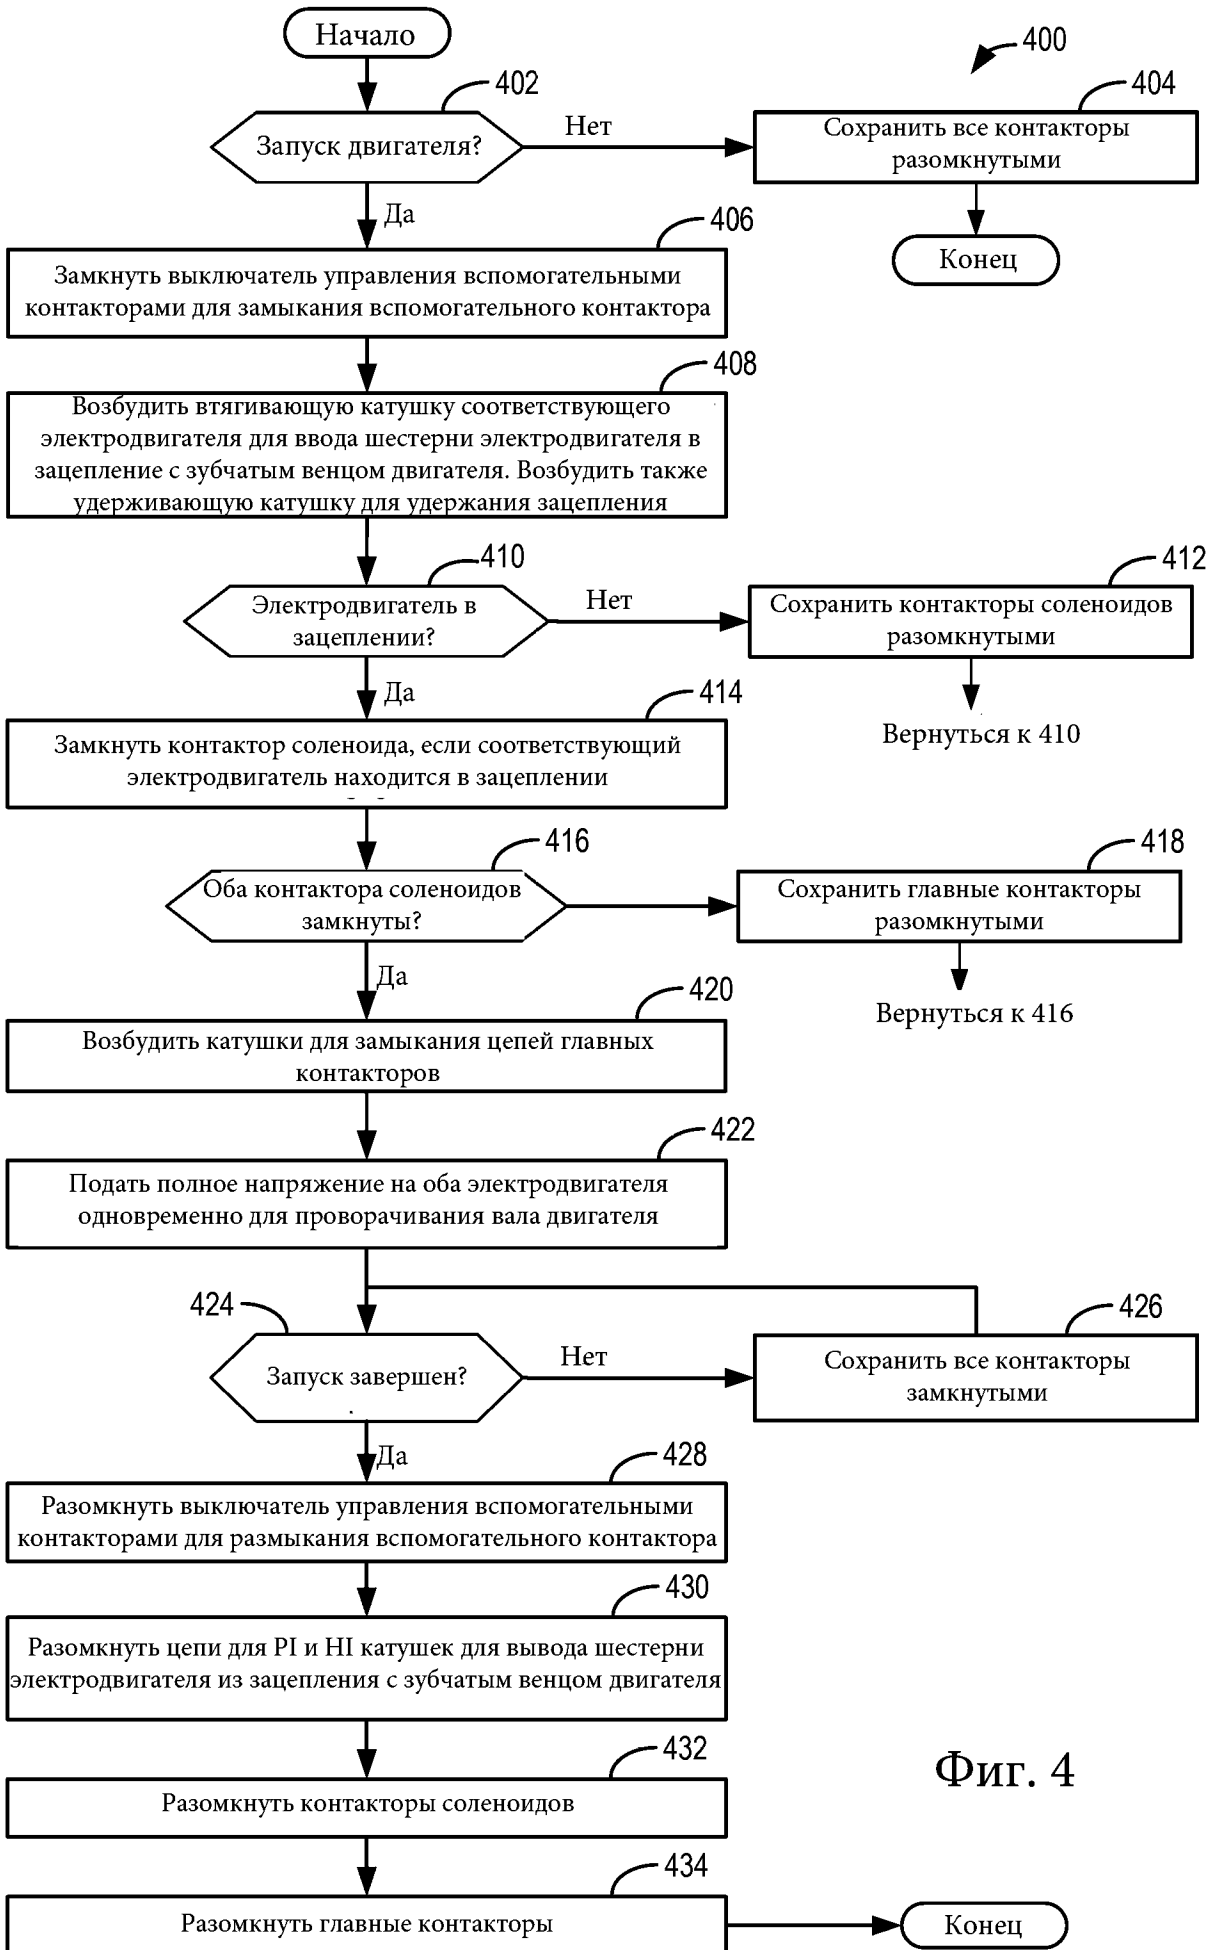 Начало
400
402
Запуск двигателя?
Нет
404
Сохранить все контакторы
разомкнутыми
Да
Конец
406
Замкнуть выключатель управления вспомогательными
контакторами для замыкания вспомогательного контактора
408
Возбудить втягивающую катушку соответствующего
электродвигателя для ввода шестерни электродвигателя в
зацепление с зубчатым венцом двигателя. Возбудить также
удерживающую катушку для удержания зацепления
410
Электродвигатель в
зацеплении?
Нет
412
Сохранить контакторы соленоидов
разомкнутыми
Да
Вернуться к 410
414
Замкнуть контактор соленоида, если соответствующий
электродвигатель находится в зацеплении
416
Оба контактора соленоидов
замкнуты?
418
Сохранить главные контакторы
разомкнутыми
Да
Вернуться к 416
420
Возбудить катушки для замыкания цепей главных
контакторов
422
Подать полное напряжение на оба электродвигателя
одновременно для проворачивания вала двигателя
424
Запуск завершен?
Нет
426
Сохранить все контакторы
замкнутыми
Да
428
Разомкнуть выключатель управления вспомогательными
контакторами для размыкания вспомогательного контактора
430
Разомкнуть цепи для PI и HI катушек для вывода шестерни
электродвигателя из зацепления с зубчатым венцом двигателя
432
Разомкнуть контакторы соленоидов
Фиг. 4
434
Разомкнуть главные контакторы
Конец